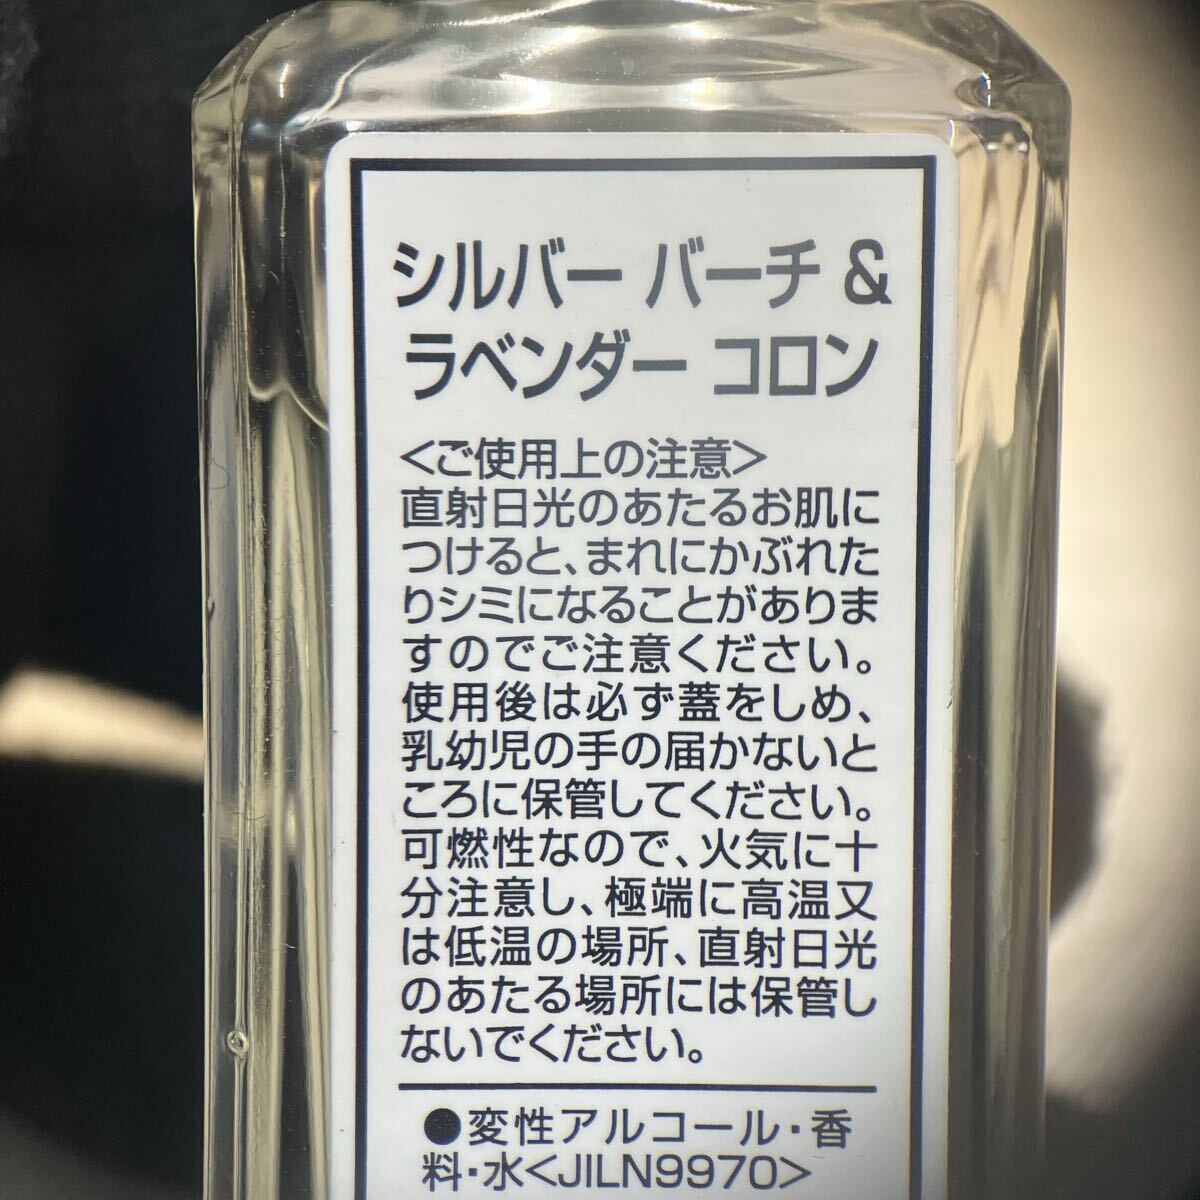 シルバー バーチ &
ラベンダー コロン
<ご使用上の注意>
直射日光のあたるお肌に
つけると、まれにかぶれた
りシミになることがありま
すのでご注意ください。
使用後は必ず蓋をしめ、
乳幼児の手の届かないと
ころに保管してください。
可燃性なので、火気に十
分注意し、極端に高温又
は低温の場所、直射日光
のあたる場所には保管し
ないでください。
●変性アルコール・香
料・水<JILN9970>